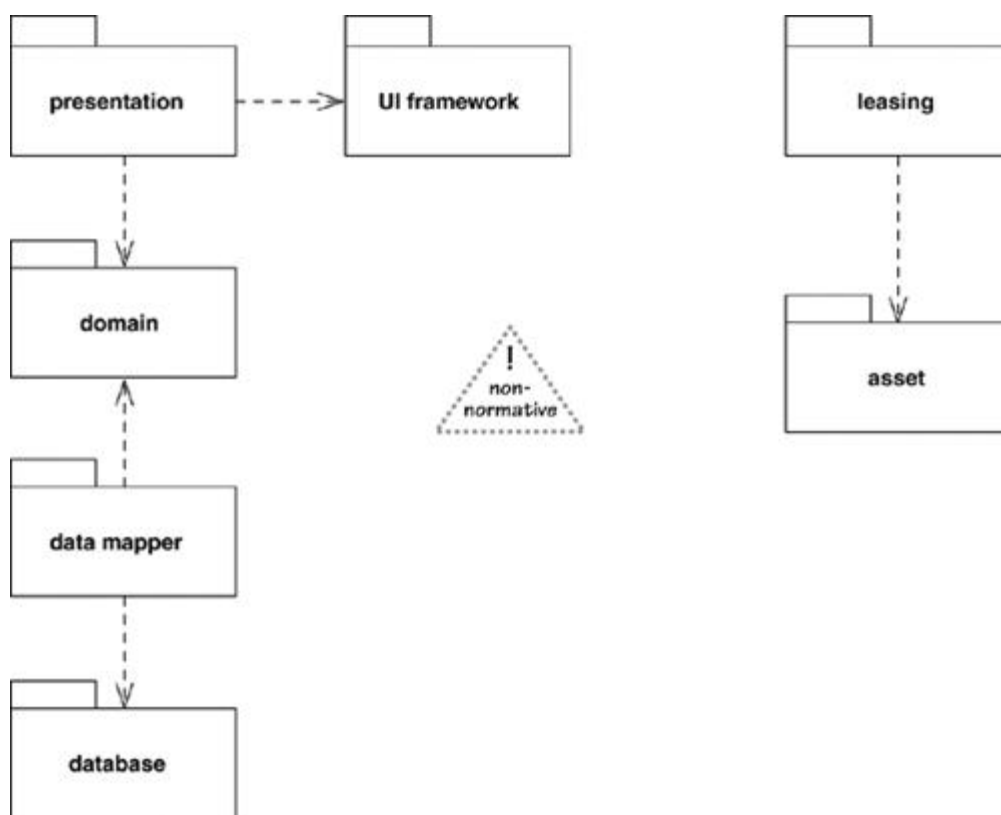 presentation
UI framework
leasing
domain
!
non-
normative
asset
data mapper
database